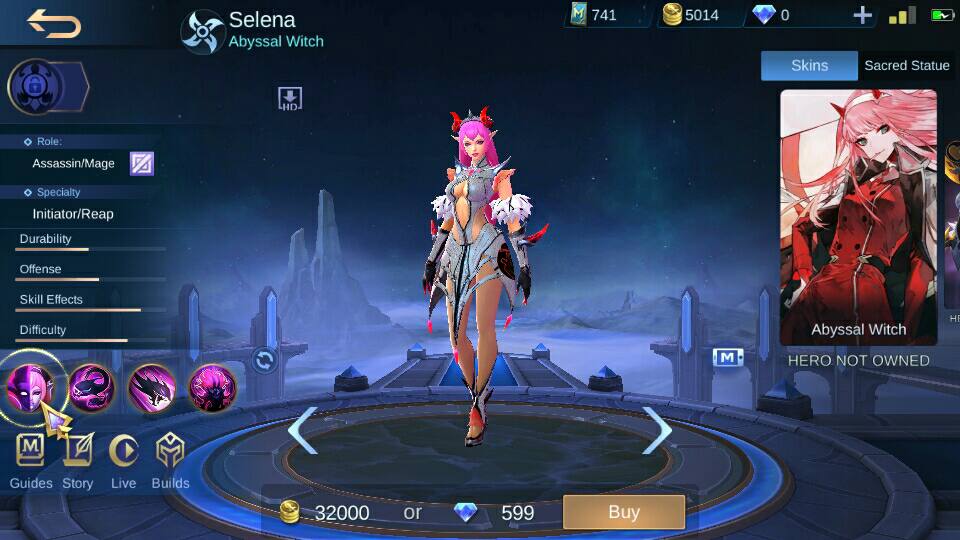 Selena
Abyssal Witch
741
5014
0
Skins
Sacred Statue
HD
Role:
Assassin/Mage
Specialty
Initiator/Reap
Durability
Offense
Skill Effects
Difficulty
Abyssal Witch
M
HERO NOT OWNED
M
Guides
Story
Live
Builds
32000
or
599
Buy